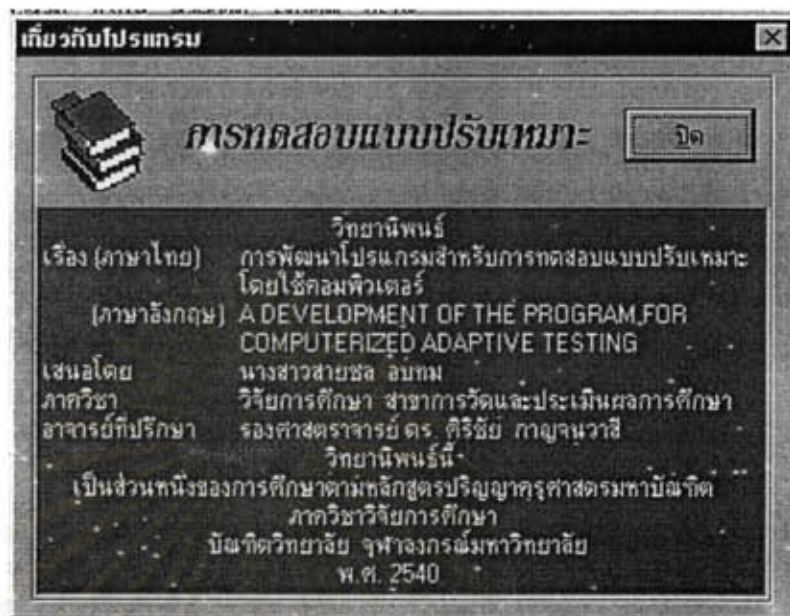 เกี่ยวกับโปรแกรม
การทดสอบแบบปรับเหมาะ
ปิด
วิทยานิพนธ์
เรื่อง (ภาษาไทย) การพัฒนาโปรแกรมสำหรับการทดสอบแบบปรับเหมาะ
โดยใช้คอมพิวเตอร์
(ภาษาอังกฤษ) A DEVELOPMENT OF THE PROGRAM FOR
COMPUTERIZED ADAPTIVE TESTING
เสนอโดย นางสาวสายชล อบทม
ภาควิชา วิจัยการศึกษา สาขาการวัดและประเมินผลการศึกษา
อาจารย์ที่ปรึกษา รองศาสตราจารย์ ดร. ศิริชัย กาญจนวาสี
วิทยานิพนธ์นี้
เป็นส่วนหนึ่งของการศึกษาตามหลักสูตรปริญญาครุศาสตรมหาบัณฑิต
ภาควิชาวิจัยการศึกษา
บัณฑิตวิทยาลัย จุฬาลงกรณ์มหาวิทยาลัย
พ.ศ. 2540